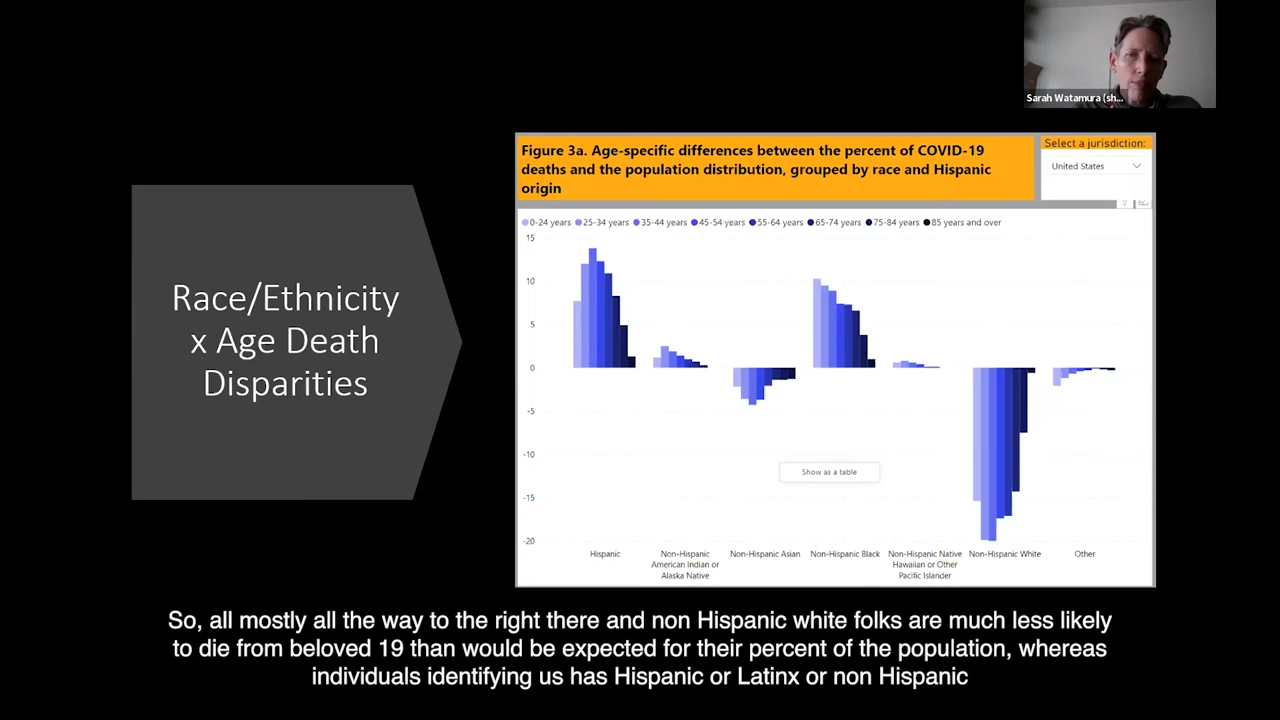 Sarah Watamura (sh...
Race/Ethnicity
x Age Death
Disparities
Figure 3a. Age-specific differences between the percent of COVID-19
deaths and the population distribution, grouped by race and Hispanic
origin
Select a jurisdiction:
United States
0-24 years 25-34 years 35-44 years 45-54 years 55-64 years 65-74 years 75-84 years 85 years and over
15
10
5
0
-5
-10
-15
-20
Show as a table
Hispanic
Non-Hispanic
American Indian or
Alaska Native
Non-Hispanic Asian
Non-Hispanic Black
Non-Hispanic Native
Hawaiian or Other
Pacific Islander
Non-Hispanic White
Other
So, all mostly all the way to the right there and non Hispanic white folks are much less likely
to die from beloved 19 than would be expected for their percent of the population, whereas
individuals identifying us has Hispanic or Latinx or non Hispanic